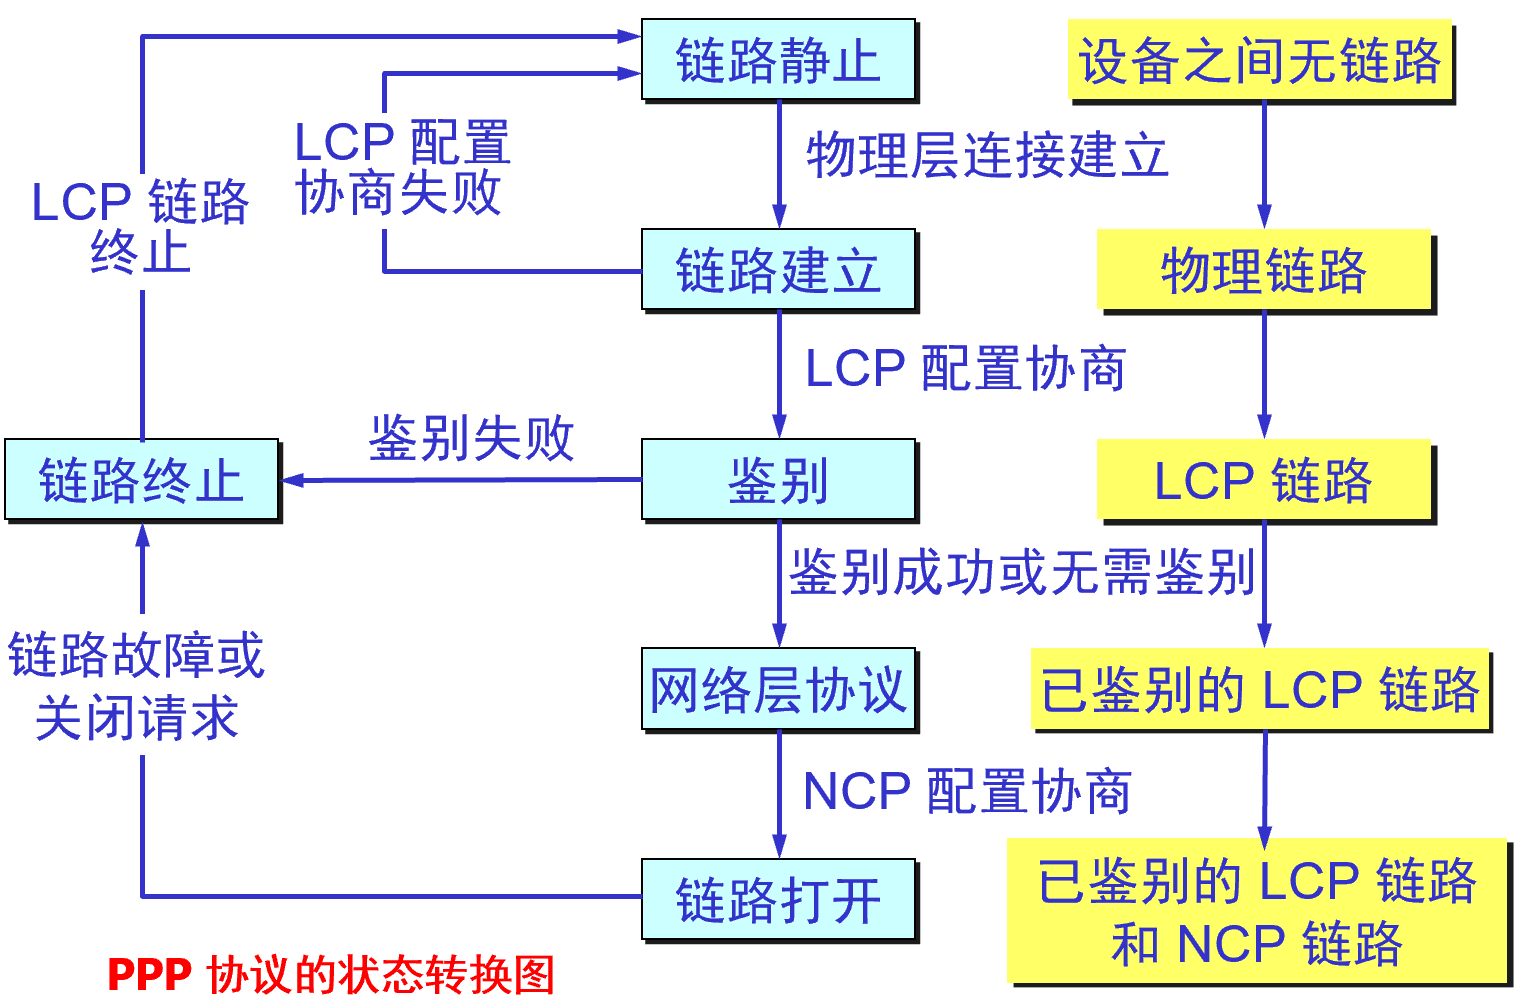 链路静止
设备之间无链路
LCP 配置
协商失败
物理层连接建立
LCP 链路
终止
链路建立
物理链路
LCP 配置协商
鉴别失败
链路终止
鉴别
LCP 链路
鉴别成功或无需鉴别
链路故障或
关闭请求
网络层协议
已鉴别的 LCP 链路
NCP 配置协商
链路打开
已鉴别的 LCP 链路
和 NCP 链路
PPP 协议的状态转换图